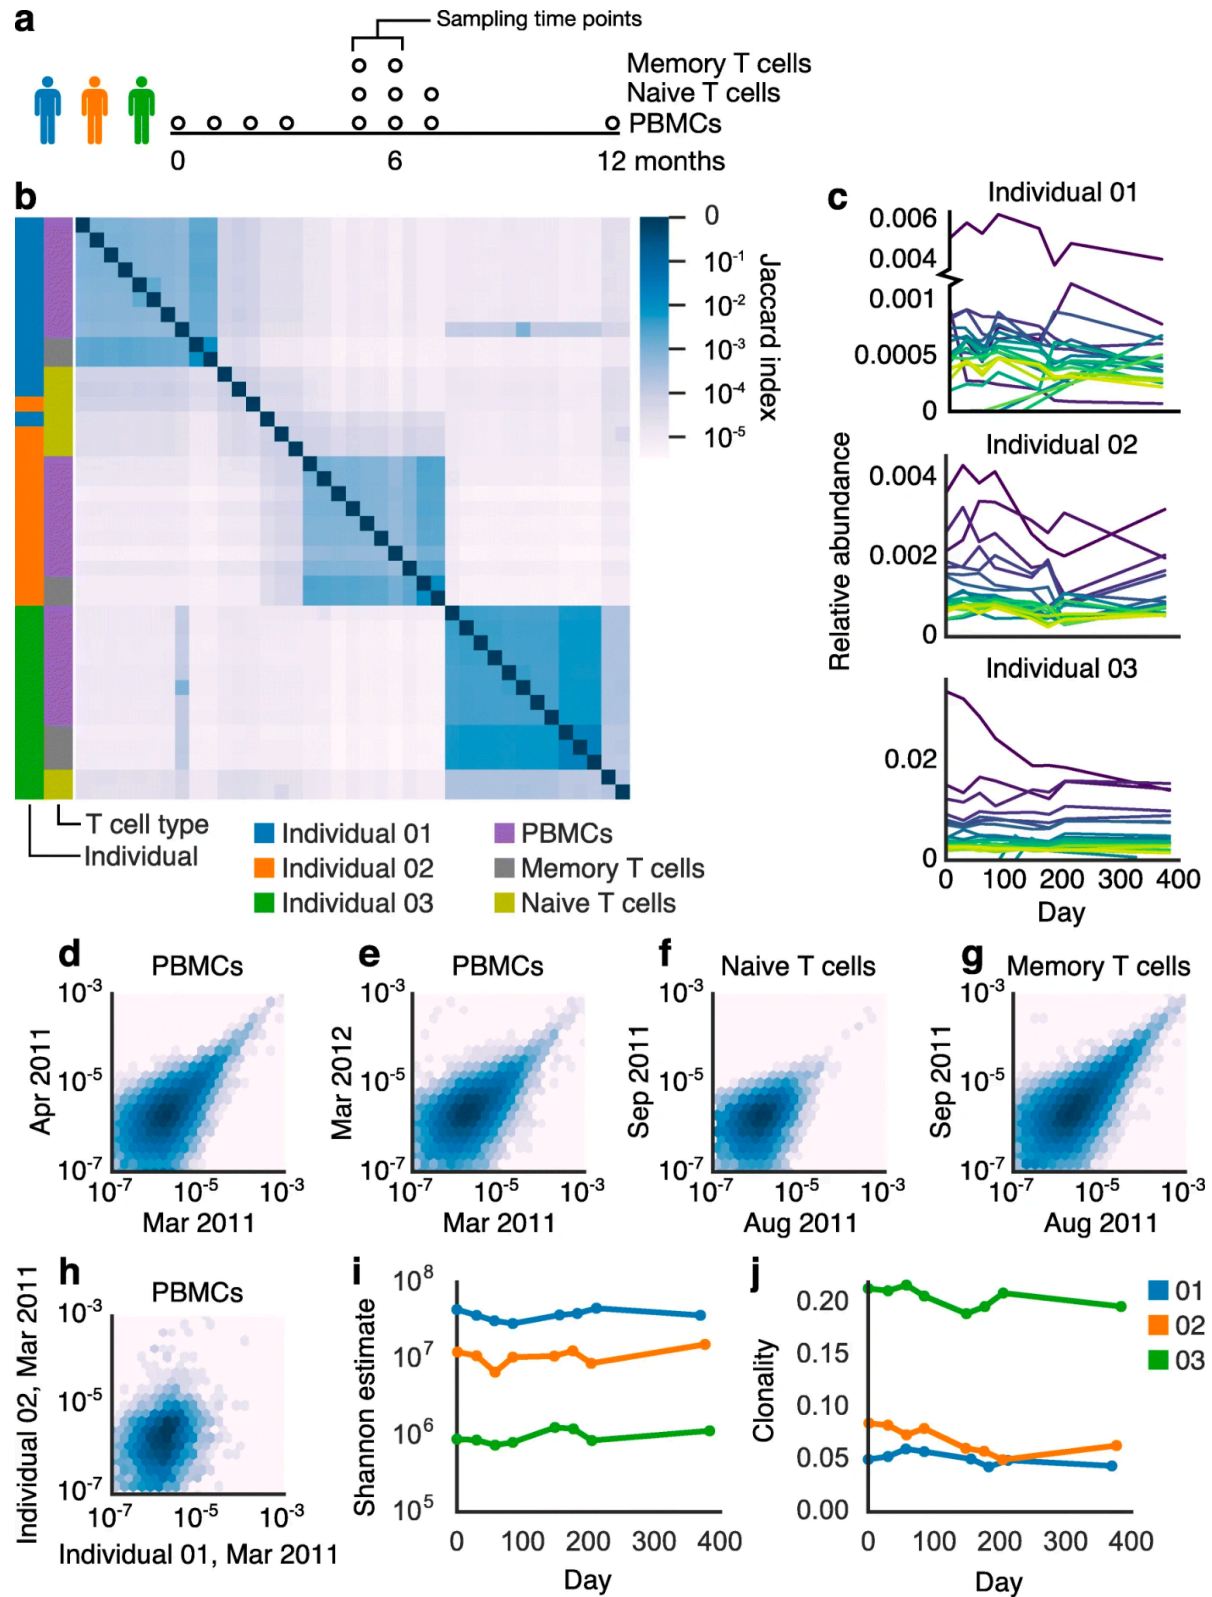 a
Sampling time points
Memory T cells
Naive T cells
PBMCs
0 6 12 months
b
0
10-1
10-2
10-3
10-4
10-5
Jaccard index
T cell type
Individual
Individual 01
Individual 02
Individual 03
PBMCs
Memory T cells
Naive T cells
c
Individual 01
0.006
0.004
0.001
0.0005
0
Individual 02
0.004
0.002
0
Relative abundance
Individual 03
0.02
0
0 100 200 300 400
Day
d
PBMCs
10-3
10-5
10-7
Apr 2011
10-7 10-5 10-3
Mar 2011
e
PBMCs
10-3
10-5
10-7
Mar 2012
10-7 10-5 10-3
Mar 2011
f
Naive T cells
10-3
10-5
10-7
Sep 2011
10-7 10-5 10-3
Aug 2011
g
Memory T cells
10-3
10-5
10-7
Sep 2011
10-7 10-5 10-3
Aug 2011
h
PBMCs
10-3
10-5
10-7
Individual 02, Mar 2011
10-7 10-5 10-3
Individual 01, Mar 2011
i
108
107
106
105
Shannon estimate
0 100 200 300 400
Day
j
0.20
0.15
0.10
0.05
0.00
Clonality
0 100 200 300 400
Day
01
02
03